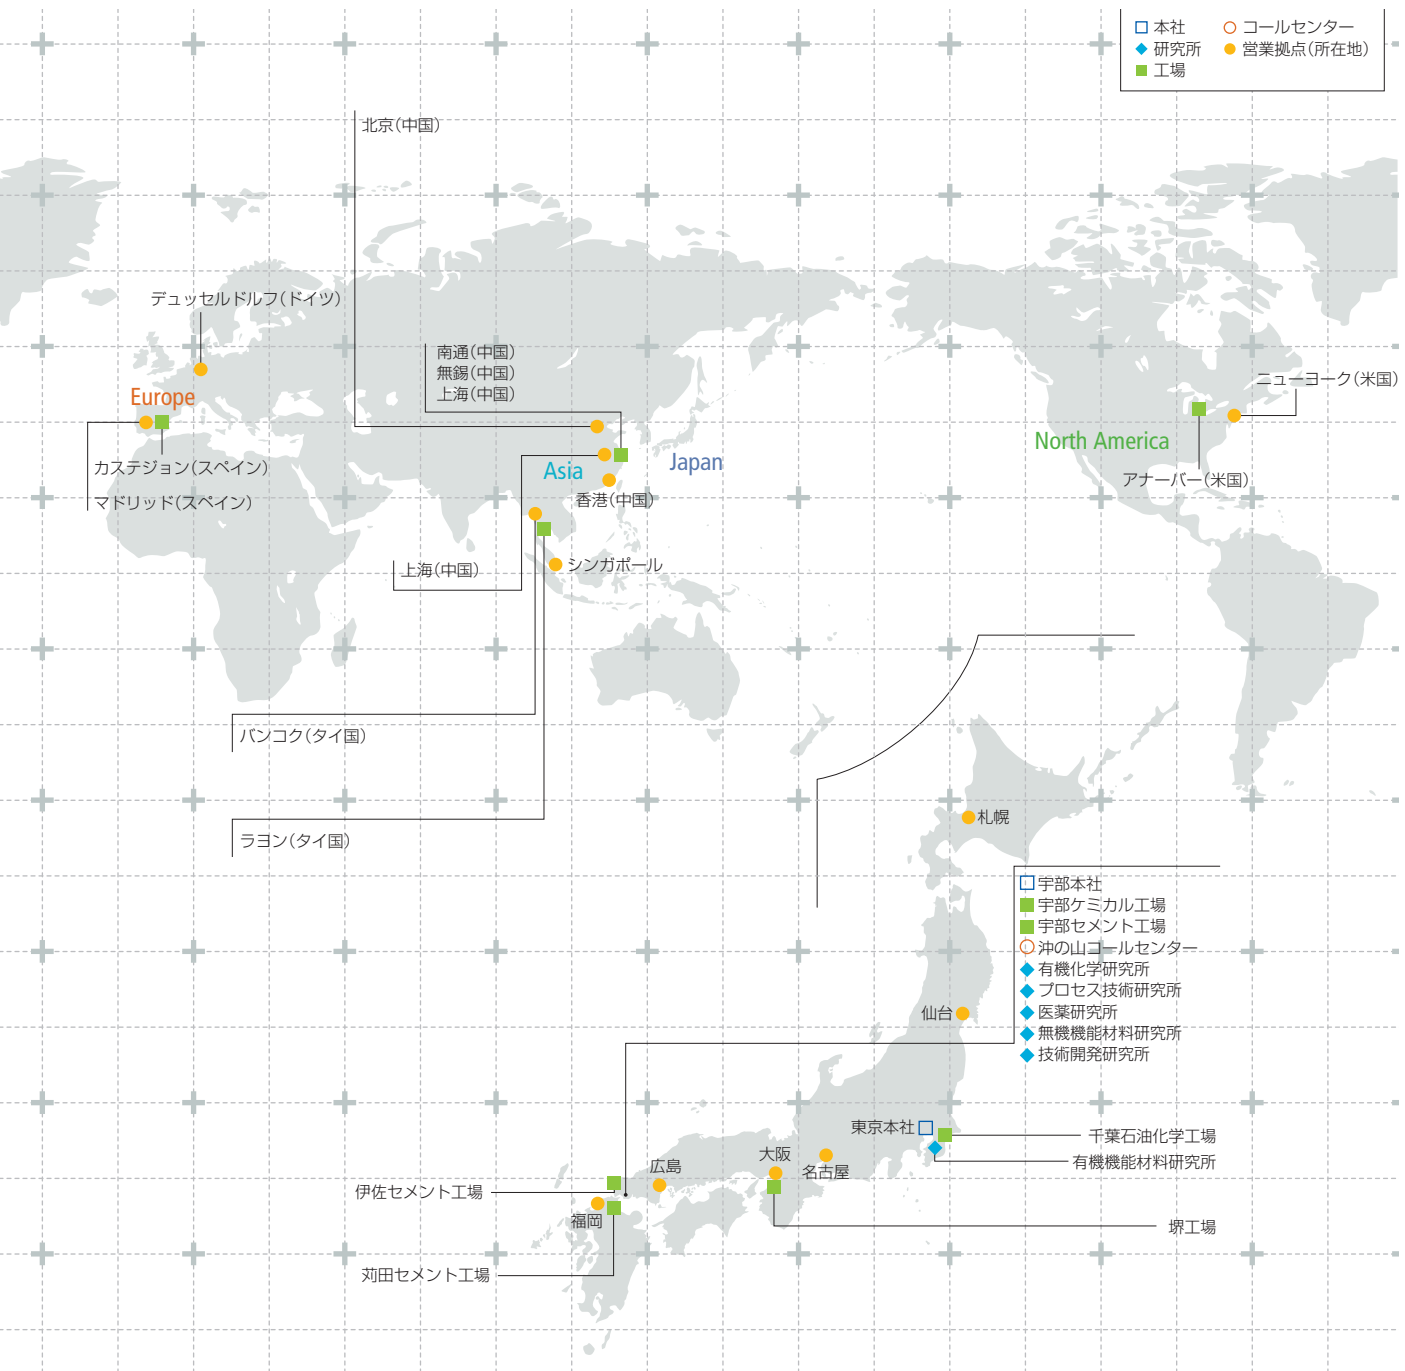 本社
コールセンター
研究所
営業拠点(所在地)
工場
北京(中国)
デュッセルドルフ(ドイツ)
南通(中国)
無錫(中国)
上海(中国)
ニューヨーク(米国)
Europe
North America
Japan
Asia
カステジョン(スペイン)
マドリッド(スペイン)
アナーバー(米国)
香港(中国)
シンガポール
上海(中国)
バンコク(タイ国)
ラヨン(タイ国)
札幌
宇部本社
宇部ケミカル工場
宇部セメント工場
沖の山コールセンター
有機化学研究所
プロセス技術研究所
医薬研究所
無機機能材料研究所
技術開発研究所
仙台
東京本社
千葉石油化学工場
有機機能材料研究所
大阪
名古屋
広島
伊佐セメント工場
福岡
堺工場
苅田セメント工場